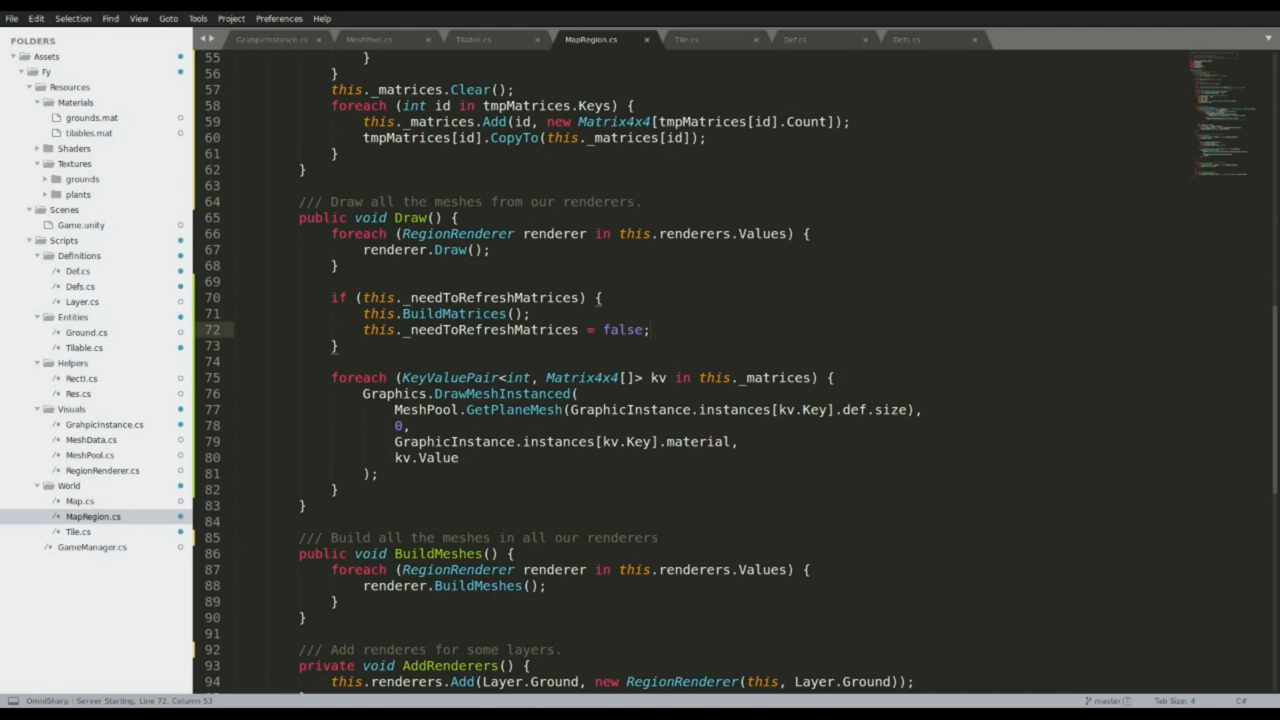 File Edit Selection Find View Goto Tools Project Preferences Help
FOLDERS
Assets
Fy
Resources
Materials
grounds.mat
tilables.mat
Shaders
Textures
grounds
plants
Scenes
Game.unity
Scripts
Definitions
/* Def.cs
/* Defs.cs
/* Layer.cs
Entities
/* Ground.cs
/* Tilable.cs
Helpers
/* RectI.cs
/* Res.cs
Visuals
/* GrahpicInstance.cs
/* MeshData.cs
/* MeshPool.cs
/* RegionRenderer.cs
World
/* Map.cs
/* MapRegion.cs
/* Tile.cs
/* GameManager.cs
GrahpicInstance.cs × MeshPool.cs × Tilable.cs × MapRegion.cs × Tile.cs × Def.cs × Defs.cs ×
55 }
56 }
57 this._matrices.Clear();
58 foreach (int id in tmpMatrices.Keys) {
59 this._matrices.Add(id, new Matrix4x4[tmpMatrices[id].Count]);
60 tmpMatrices[id].CopyTo(this._matrices[id]);
61 }
62 }
63
64 /// Draw all the meshes from our renderers.
65 public void Draw() {
66 foreach (RegionRenderer renderer in this.renderers.Values) {
67 renderer.Draw();
68 }
69
70 if (this._needToRefreshMatrices) {
71 this.BuildMatrices();
72 this._needToRefreshMatrices = false;
73 }
74
75 foreach (KeyValuePair<int, Matrix4x4[]> kv in this._matrices) {
76 Graphics.DrawMeshInstanced(
77 MeshPool.GetPlaneMesh(GraphicInstance.instances[kv.Key].def.size),
78 0,
79 GraphicInstance.instances[kv.Key].material,
80 kv.Value
81 );
82 }
83 }
84
85 /// Build all the meshes in all our renderers
86 public void BuildMeshes() {
87 foreach (RegionRenderer renderer in this.renderers.Values) {
88 renderer.BuildMeshes();
89 }
90 }
91
92 /// Add renderes for some layers.
93 private void AddRenderers() {
94 this.renderers.Add(Layer.Ground, new RegionRenderer(this, Layer.Ground));
OmniSharp : Server Starting, Line 72, Column 53 master Tab Size: 4 C#